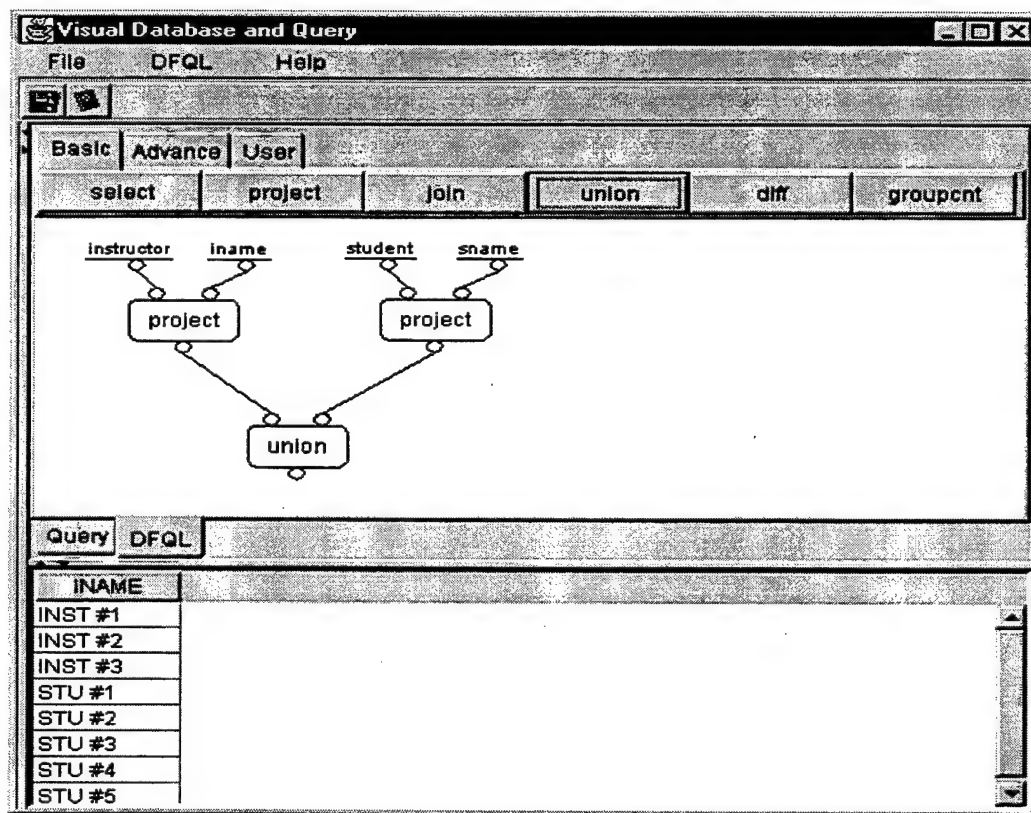 Visual Database and Query
File DFQL Help
Basic Advance User
select project join union diff groupcnt
instructor iname student sname
project project
union
Query DFQL
INAME
INST #1
INST #2
INST #3
STU #1
STU #2
STU #3
STU #4
STU #5